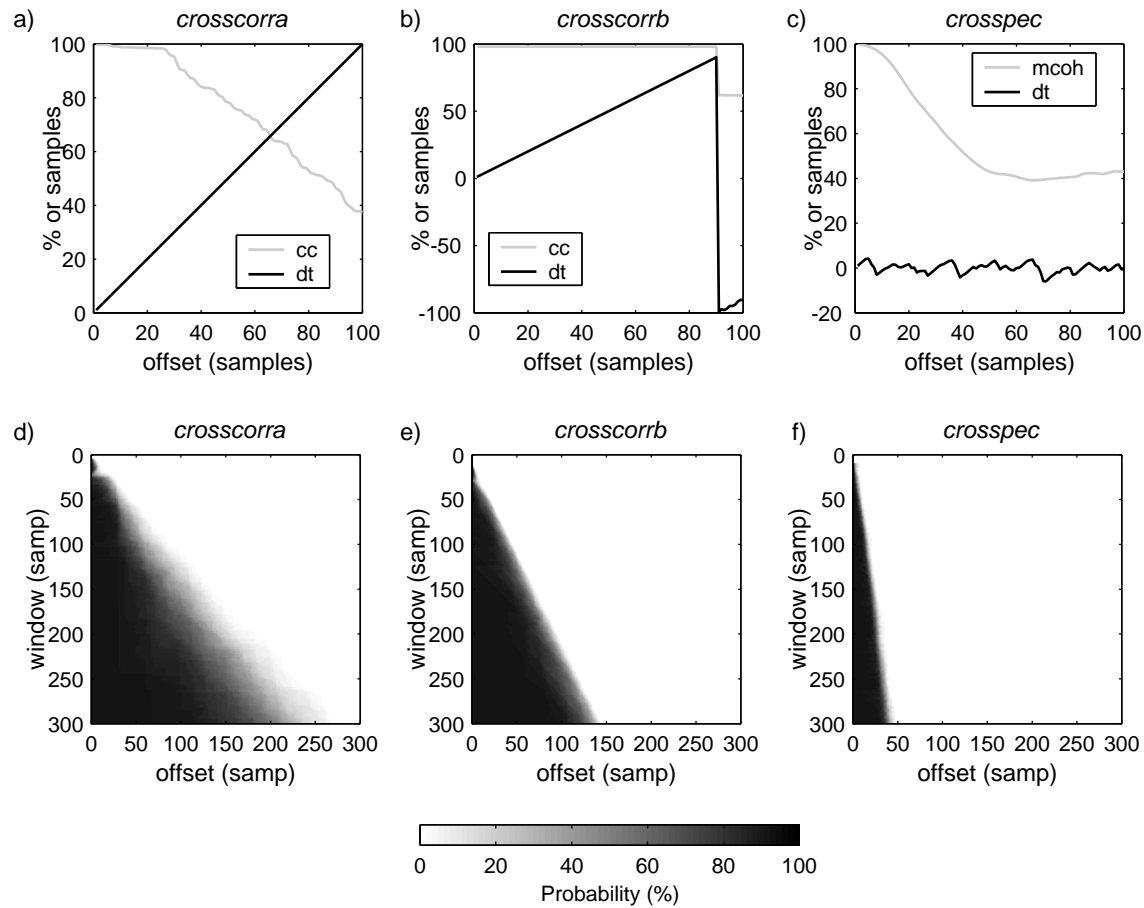 a) crosscorra
100
80
60
40
20
0
% or samples
cc
dt
0 20 40 60 80 100
offset (samples)
b) crosscorrb
100
50
0
-50
-100
% or samples
cc
dt
0 20 40 60 80 100
offset (samples)
c) crosspec
100
80
60
40
20
0
-20
% or samples
mcoh
dt
0 20 40 60 80 100
offset (samples)
d) crosscorra
0
50
100
150
200
250
300
window (samp)
0 50 100 150 200 250 300
offset (samp)
e) crosscorrb
0
50
100
150
200
250
300
window (samp)
0 50 100 150 200 250 300
offset (samp)
f) crosspec
0
50
100
150
200
250
300
window (samp)
0 50 100 150 200 250 300
offset (samp)
0 20 40 60 80 100
Probability (%)